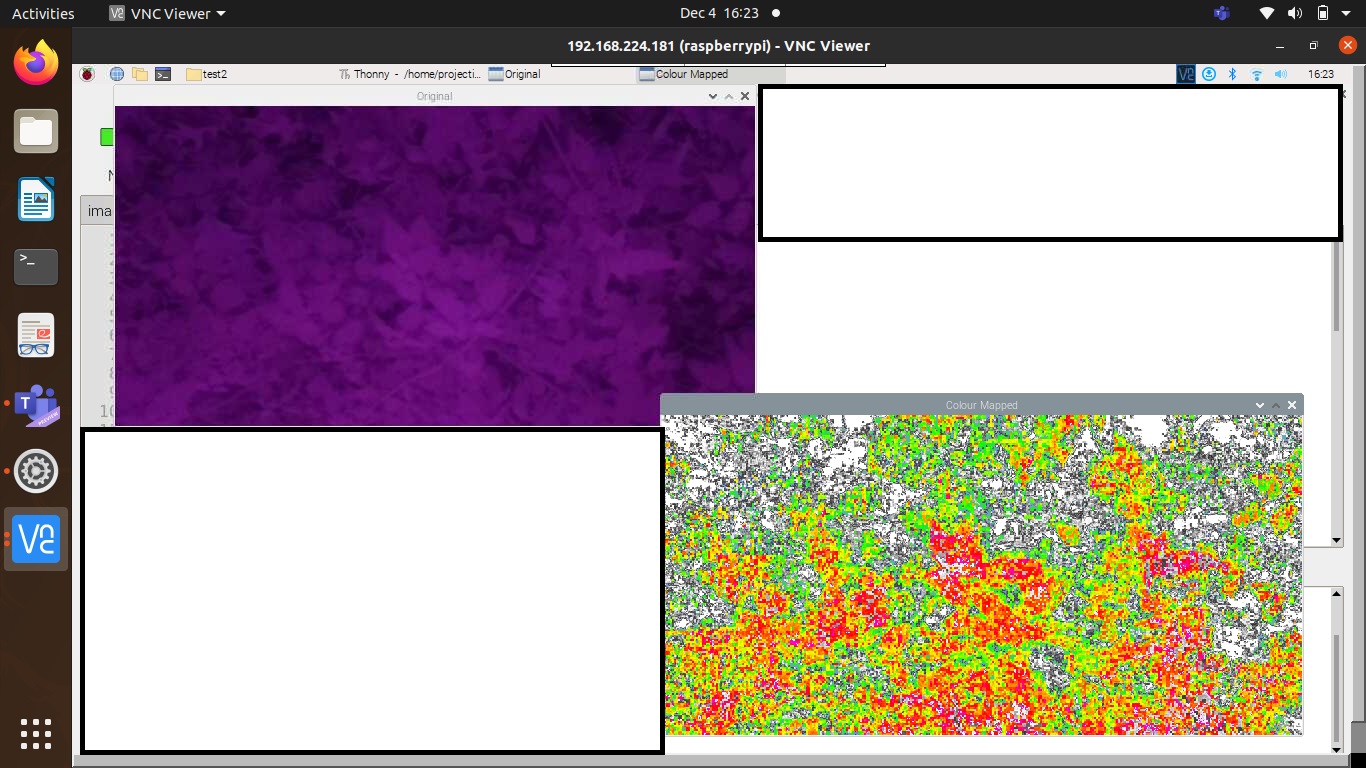 Activities VNC Viewer Dec 4 16:23
192.168.224.181 (raspberrypi) - VNC Viewer
test2 Thonny - /home/projecti... Original Colour Mapped 16:23
Original
ima
10
Colour Mapped